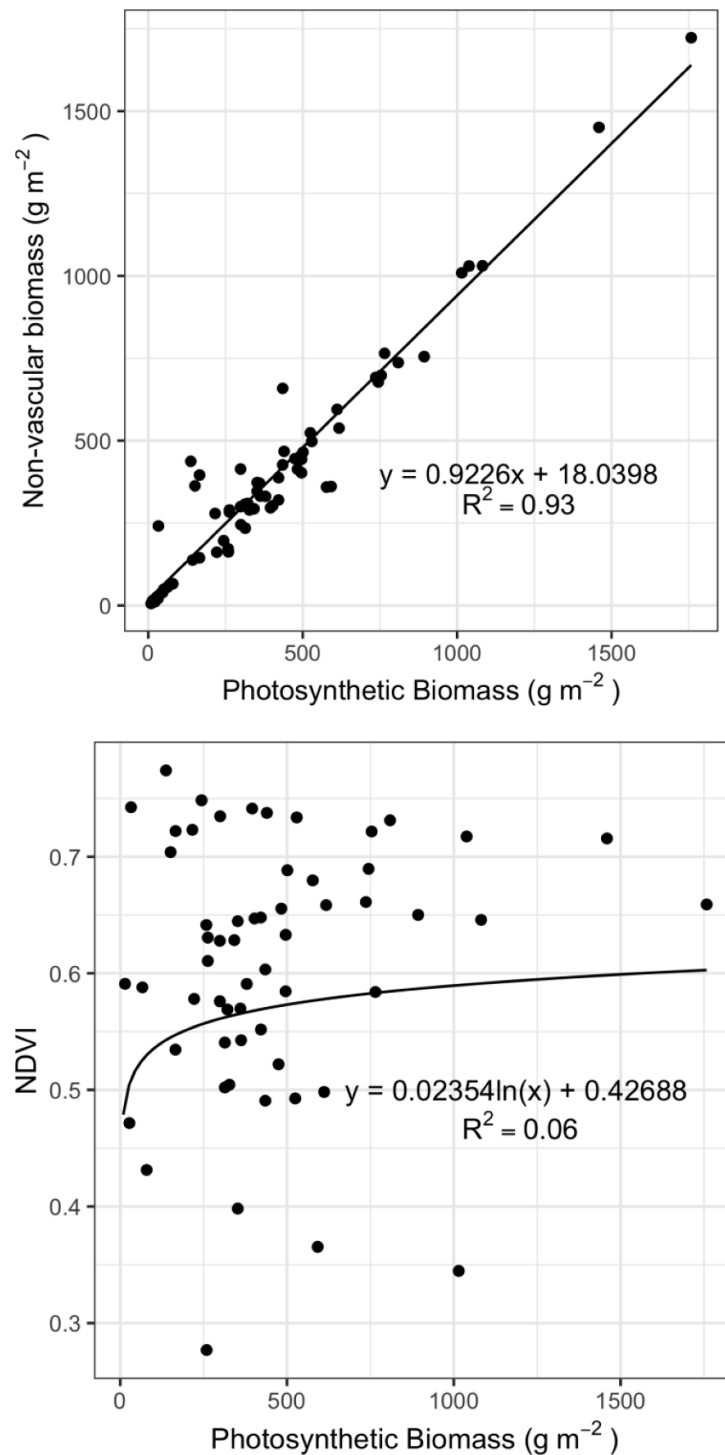 Non-vascular biomass (g m⁻² )
1500
1000
500
0
y = 0.9226x + 18.0398
R² = 0.93
0
500
1000
1500
Photosynthetic Biomass (g m⁻² )
NDVI
0.7
0.6
0.5
0.4
0.3
y = 0.02354ln(x) + 0.42688
R² = 0.06
0
500
1000
1500
Photosynthetic Biomass (g m⁻² )